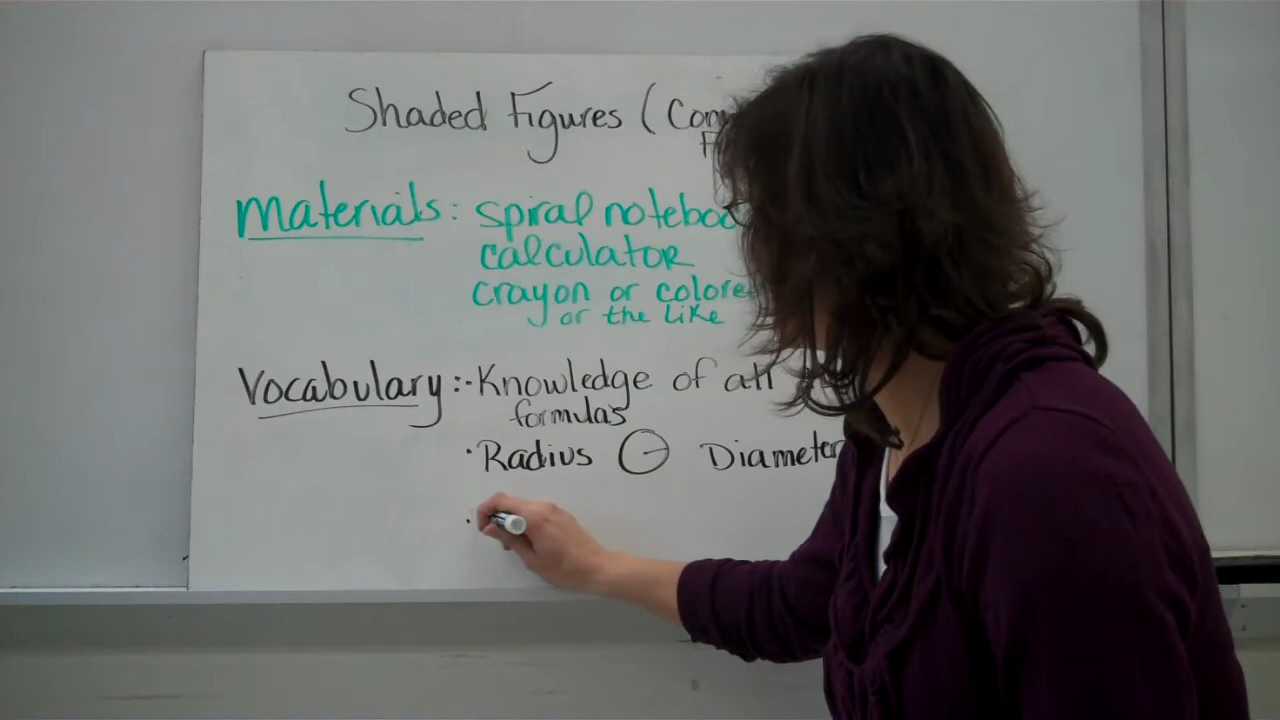 Shaded Figures (Com
F
Materials: spiral noteboo
calculator
crayon or colore
or the like
Vocabulary: · Knowledge of all
formulas
· Radius Diameter
·